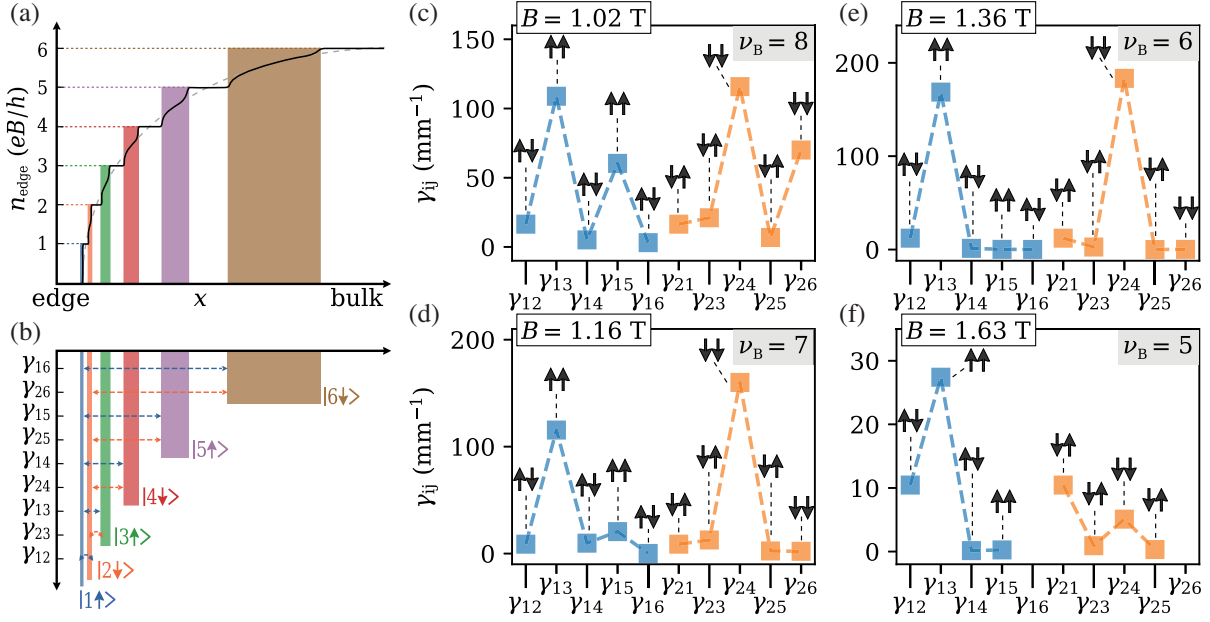 (a)
n_edge (eB/h)
6
5
4
3
2
1
edge
x
bulk
(b)
γ16
γ26
γ15
γ25
γ14
γ24
γ13
γ23
γ12
|6↓>
|5↑>
|4↓>
|3↑>
|2↓>
|1↑>
(c)
B = 1.02 T
ν_B = 8
γij (mm⁻¹)
150
100
50
0
γ12 γ13 γ14 γ15 γ16 γ21 γ23 γ24 γ25 γ26
(d)
B = 1.16 T
ν_B = 7
γij (mm⁻¹)
200
100
0
γ12 γ13 γ14 γ15 γ16 γ21 γ23 γ24 γ25 γ26
(e)
B = 1.36 T
ν_B = 6
200
100
0
γ12 γ13 γ14 γ15 γ16 γ21 γ23 γ24 γ25 γ26
(f)
B = 1.63 T
ν_B = 5
30
20
10
0
γ12 γ13 γ14 γ15 γ16 γ21 γ23 γ24 γ25 γ26